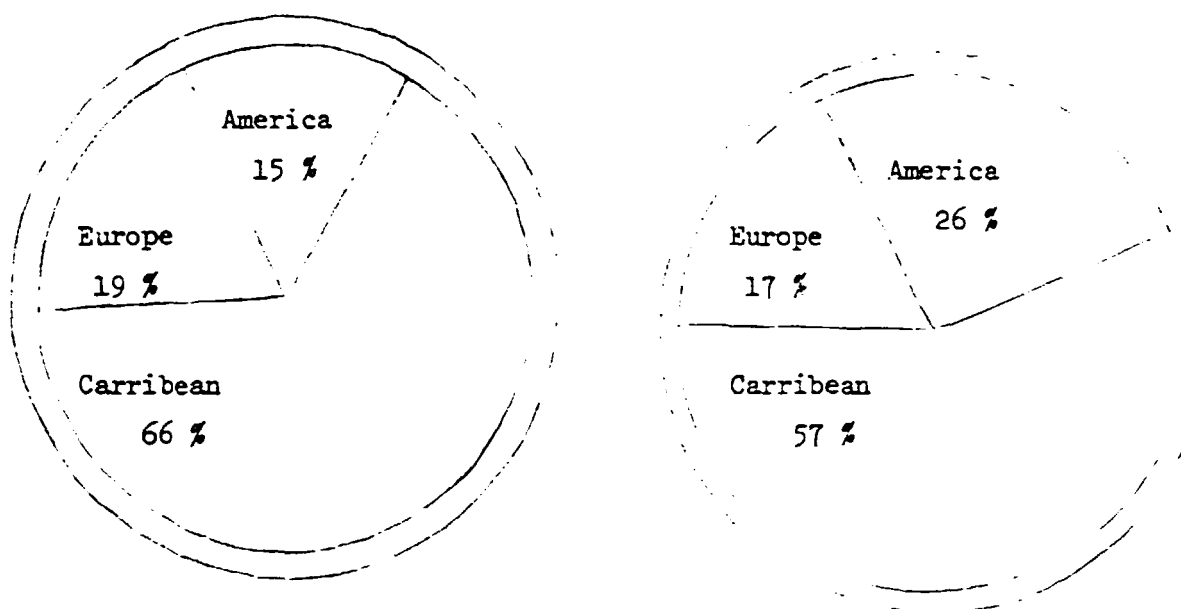 America
15 %
Europe
19 %
Carribean
66 %
America
26 %
Europe
17 %
Carribean
57 %